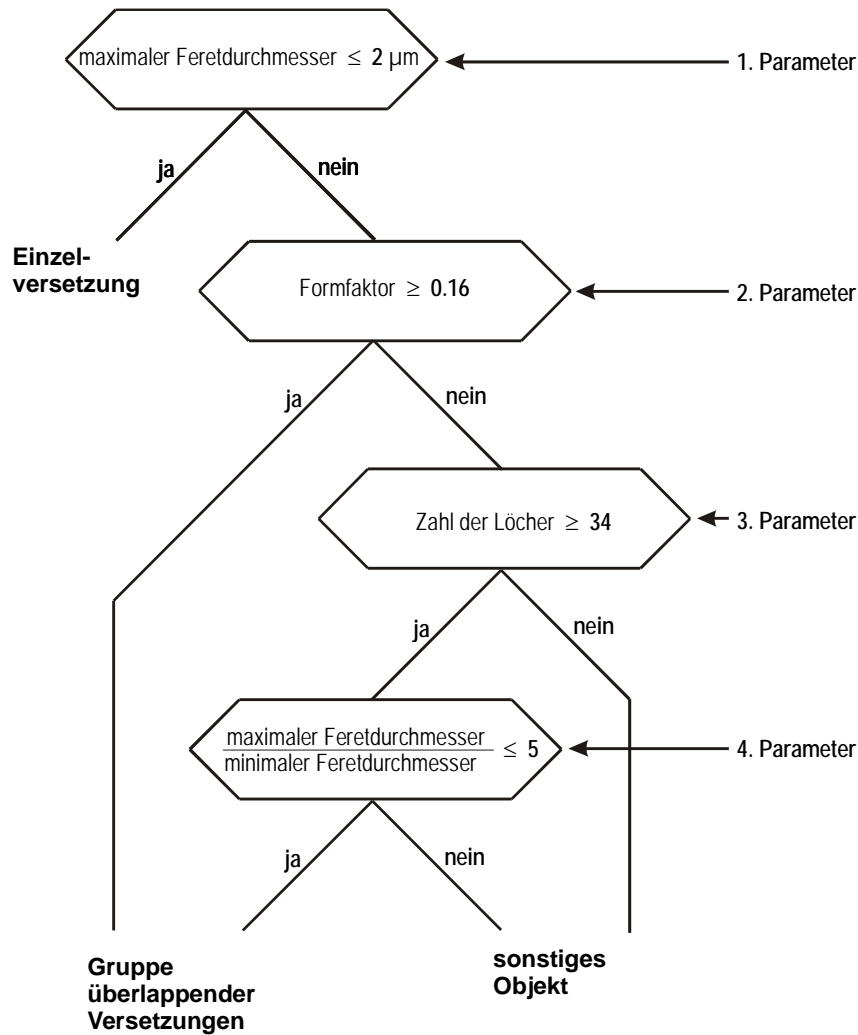 maximaler Feretdurchmesser ≤ 2 µm
1. Parameter
ja
nein
Einzel-
versetzung
Formfaktor ≥ 0.16
2. Parameter
ja
nein
Zahl der Löcher ≥ 34
3. Parameter
ja
nein
maximaler Feretdurchmesser
minimaler Feretdurchmesser ≤ 5
4. Parameter
ja
nein
Gruppe
überlappender
Versetzungen
sonstiges
Objekt